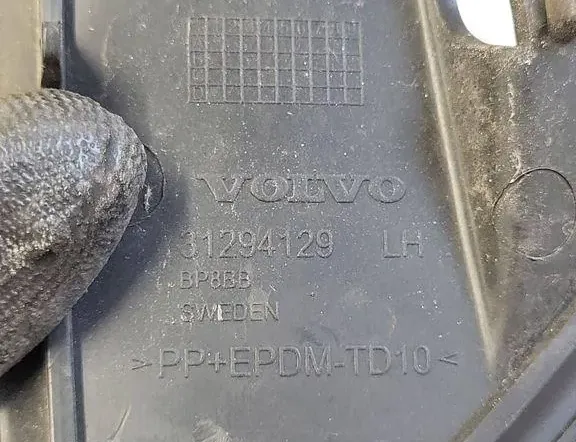 VOLVO
31294129 LH
BP8BB
SWEDEN
>PP+EPDM-TD10<